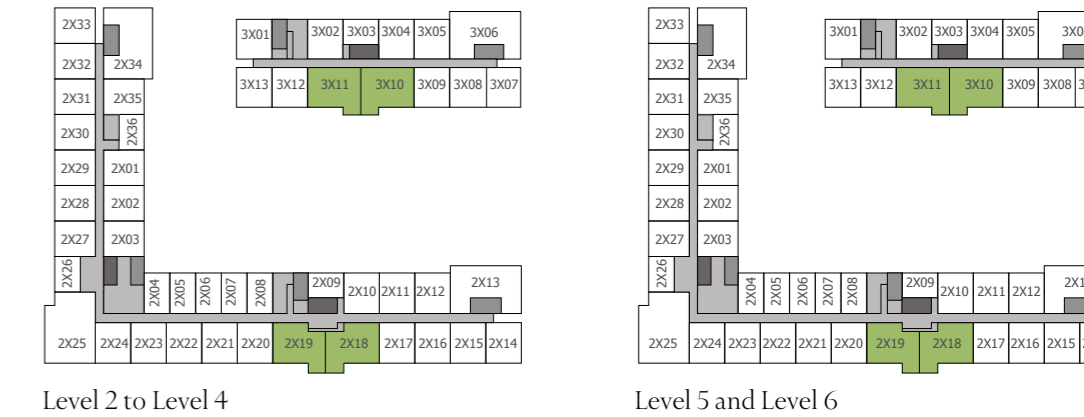 2X33
3X01 3X02 3X03 3X04 3X05 3X06
2X32 2X34
3X13 3X12 3X11 3X10 3X09 3X08 3X07
2X31 2X35
2X30 2X36
2X29 2X01
2X28 2X02
2X27 2X03
2X26 2X04 2X05 2X06 2X07 2X08 2X09 2X10 2X11 2X12 2X13
2X25 2X24 2X23 2X22 2X21 2X20 2X19 2X18 2X17 2X16 2X15 2X14
Level 2 to Level 4
2X33
3X01 3X02 3X03 3X04 3X05
2X32 2X34
3X13 3X12 3X11 3X10 3X09 3X08
2X31 2X35
2X30 2X36
2X29 2X01
2X28 2X02
2X27 2X03
2X26 2X04 2X05 2X06 2X07 2X08 2X09 2X10 2X11 2X12
2X25 2X24 2X23 2X22 2X21 2X20 2X19 2X18 2X17 2X16 2X15
Level 5 and Level 6